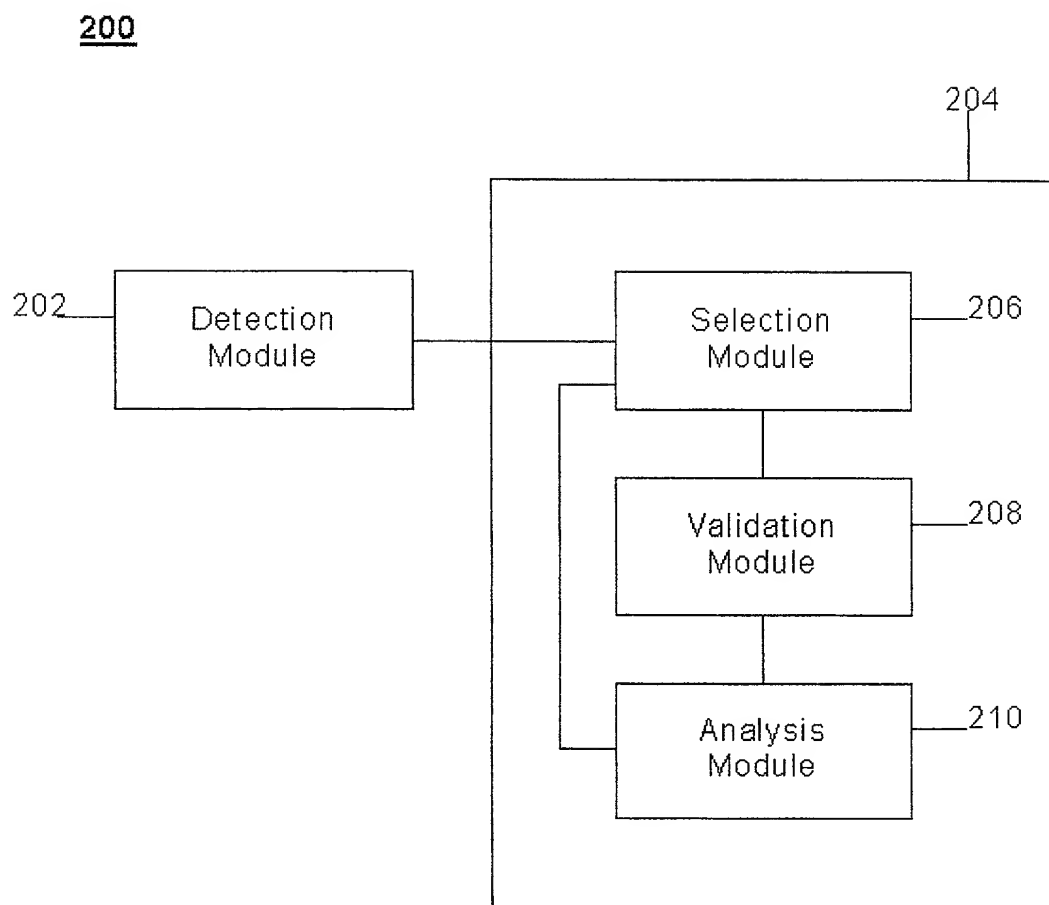 200
204
202
Detection
Module
Selection
Module
206
Validation
Module
208
Analysis
Module
210